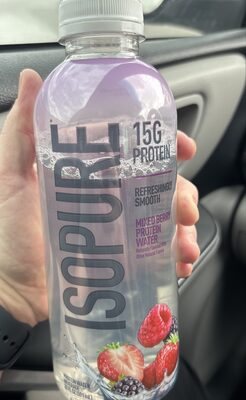 ISOPURE
15G
PROTEIN
REFRESHINGLY
SMOOTH
MIXED BERRY
PROTEIN
WATER